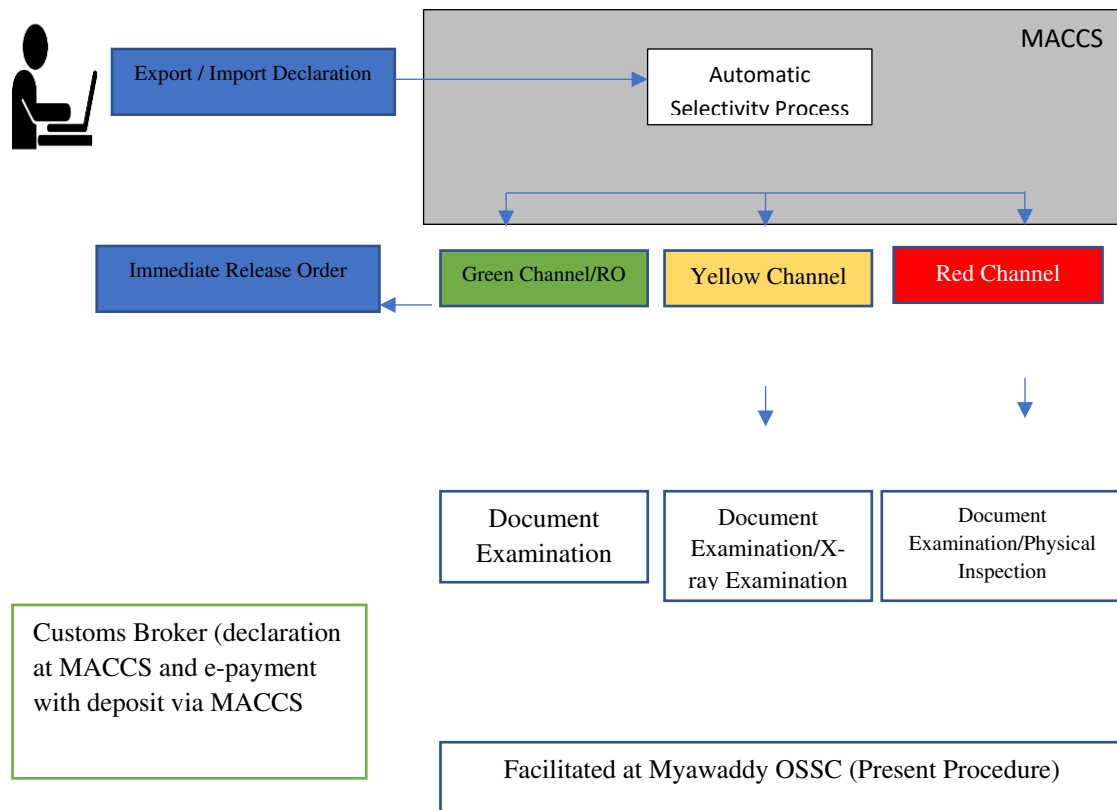 MACCS
Export / Import Declaration
Automatic
Selectivity Process
Immediate Release Order
Green Channel/RO
Yellow Channel
Red Channel
Document
Examination
Document
Examination/X-
ray Examination
Document
Examination/Physical
Inspection
Customs Broker (declaration
at MACCS and e-payment
with deposit via MACCS
Facilitated at Myawaddy OSSC (Present Procedure)